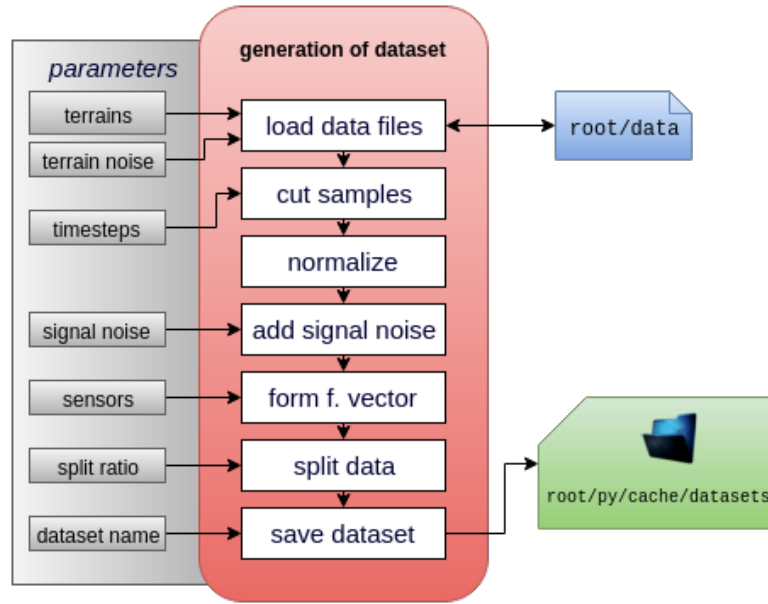 generation of dataset
parameters
terrains
load data files
root/data
terrain noise
cut samples
timesteps
normalize
signal noise
add signal noise
sensors
form f. vector
split ratio
split data
root/py/cache/datasets
dataset name
save dataset